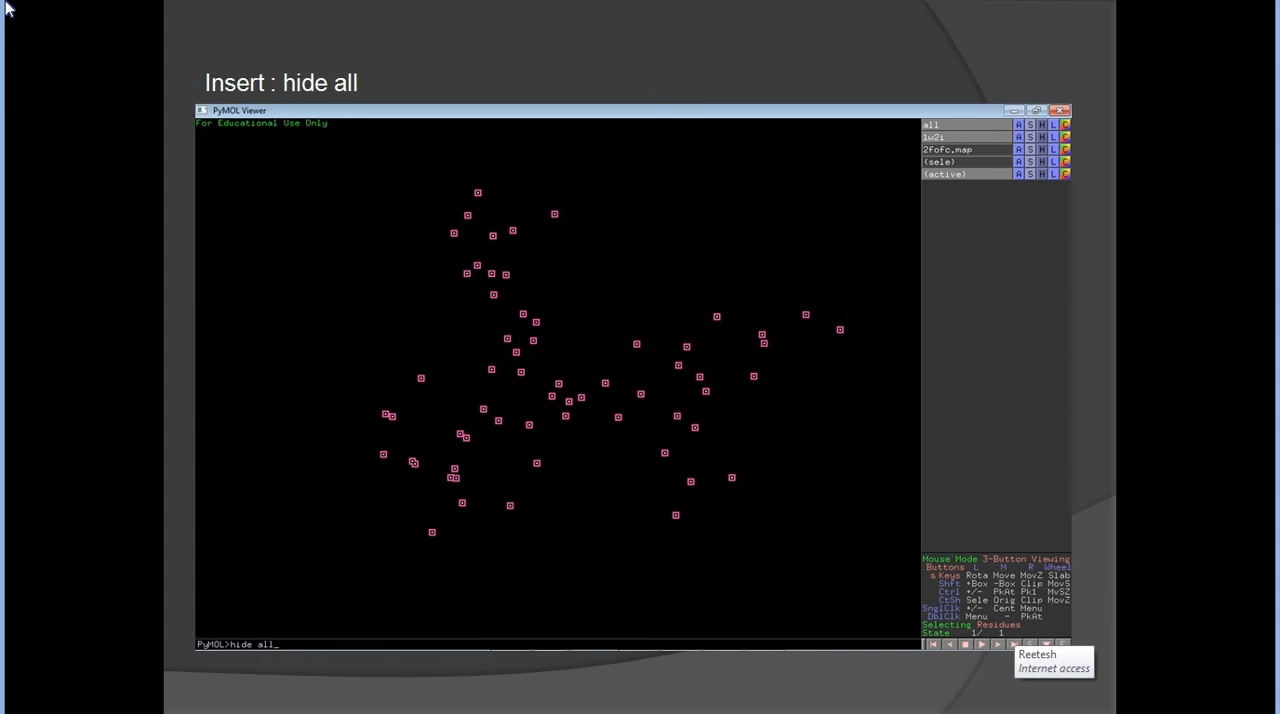 Insert : hide all
PyMOL Viewer
For Educational Use Only
all A S H L C
1w2i A S H L C
2fofc.map A S H L C
(sele) A S H L C
(active) A S H L C
Mouse Mode 3-Button Viewing
Buttons L M R Wheel
& Keys Rota Move MovZ Slab
Shft +Box -Box Clip MovS
Ctrl +/- PkAt Pk1 MvSZ
CtSh Sele Orig Clip MovZ
SnglClk +/- Cent Menu
DblClk Menu - PkAt
Selecting Residues
State 1/ 1
PyMOL>hide all_
Reetesh
Internet access